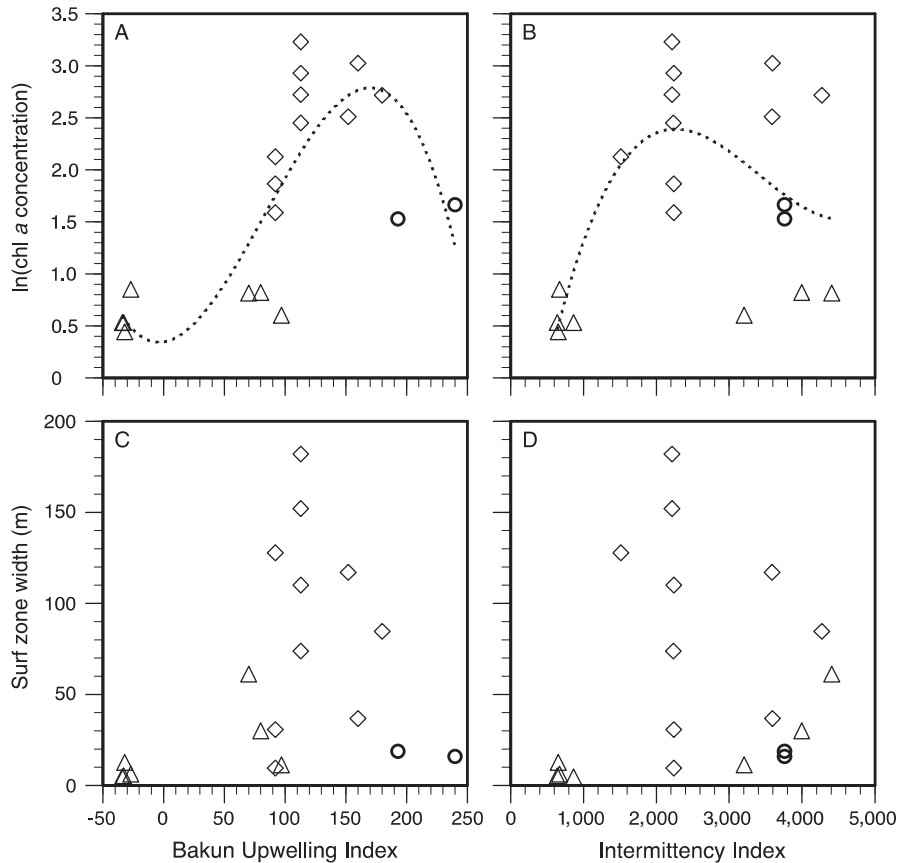 3.5
3.0
2.5
2.0
1.5
1.0
0.5
0
ln(chl a concentration)
A
B
0 1,000 2,000 3,000 4,000 5,000
200
150
100
50
0
Surf zone width (m)
C
D
-50 0 50 100 150 200 250
Bakun Upwelling Index
Intermittency Index